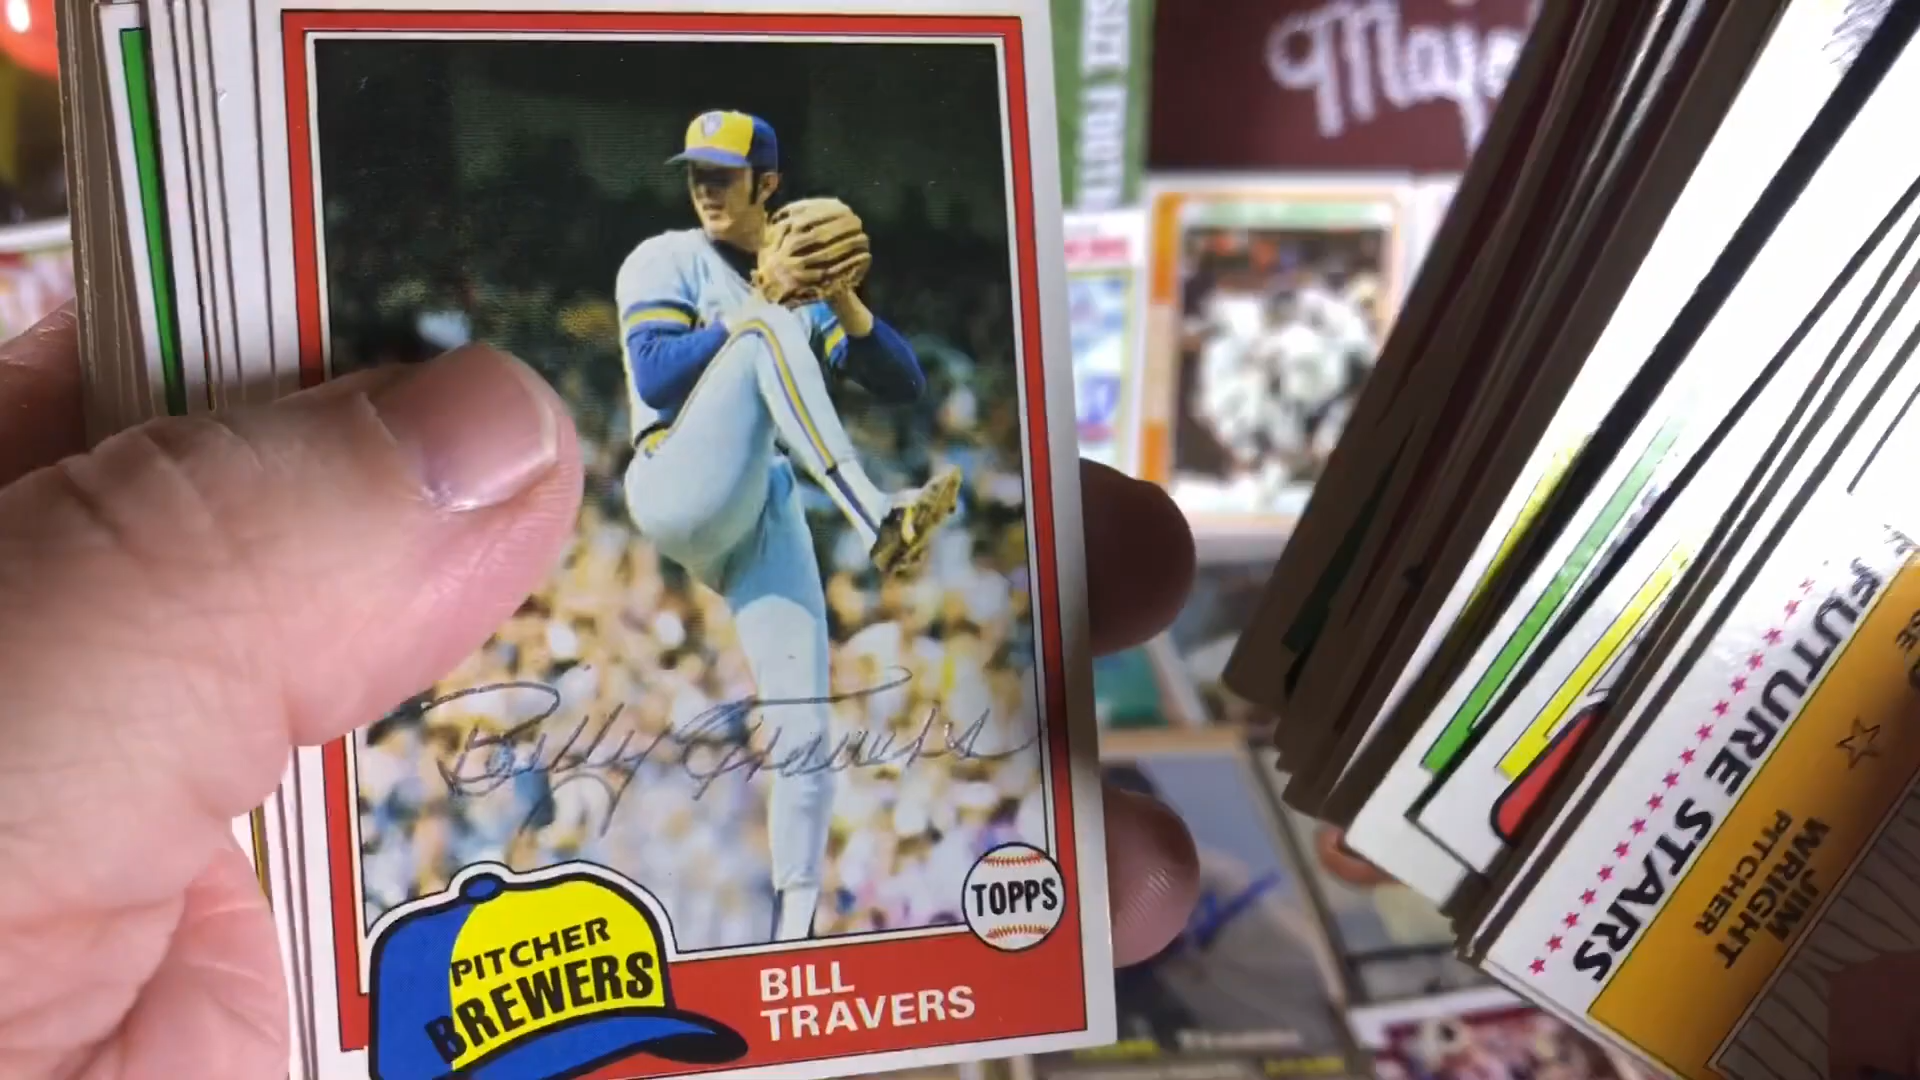 Billy Travers
TOPPS
PITCHER
BREWERS
BILL
TRAVERS
FUTURE STARS
JIM
WRIGHT
PITCHER